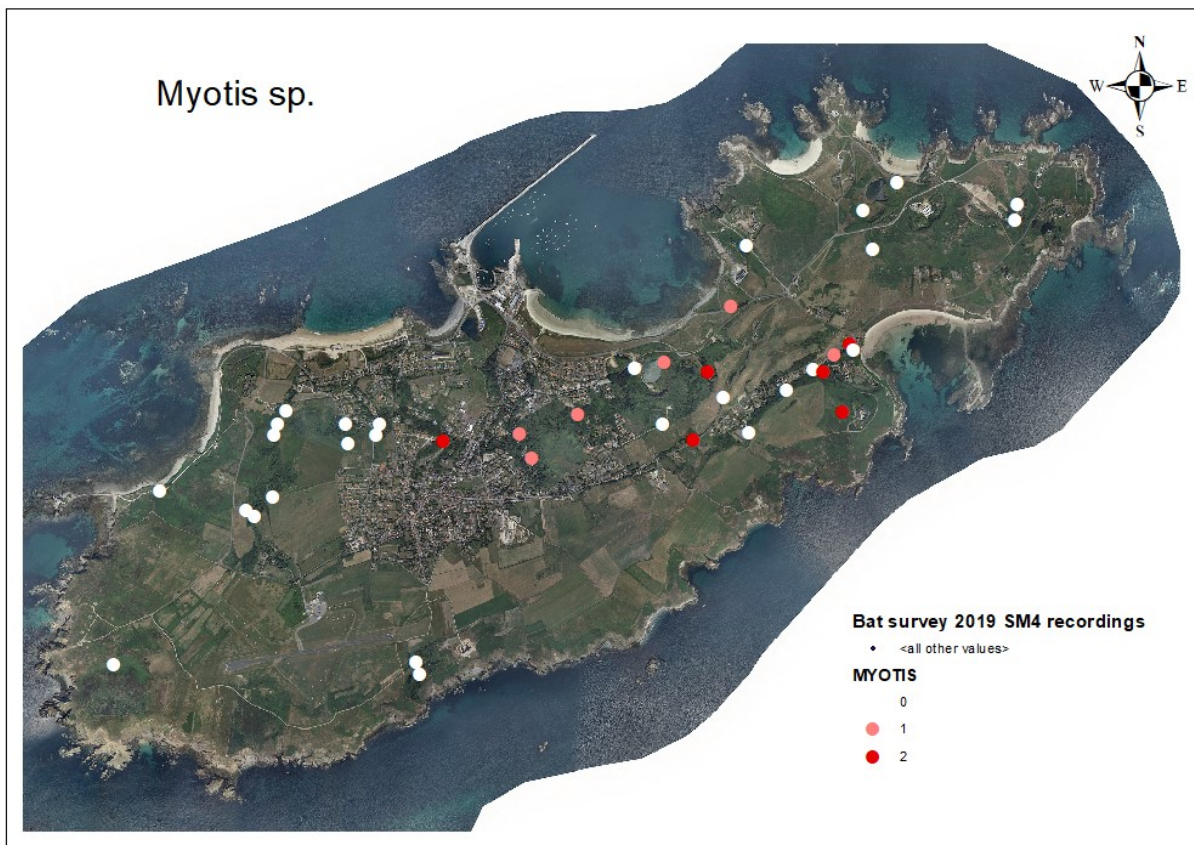 Myotis sp.
N
W
E
S
Bat survey 2019 SM4 recordings
<all other values>
MYOTIS
0
1
2